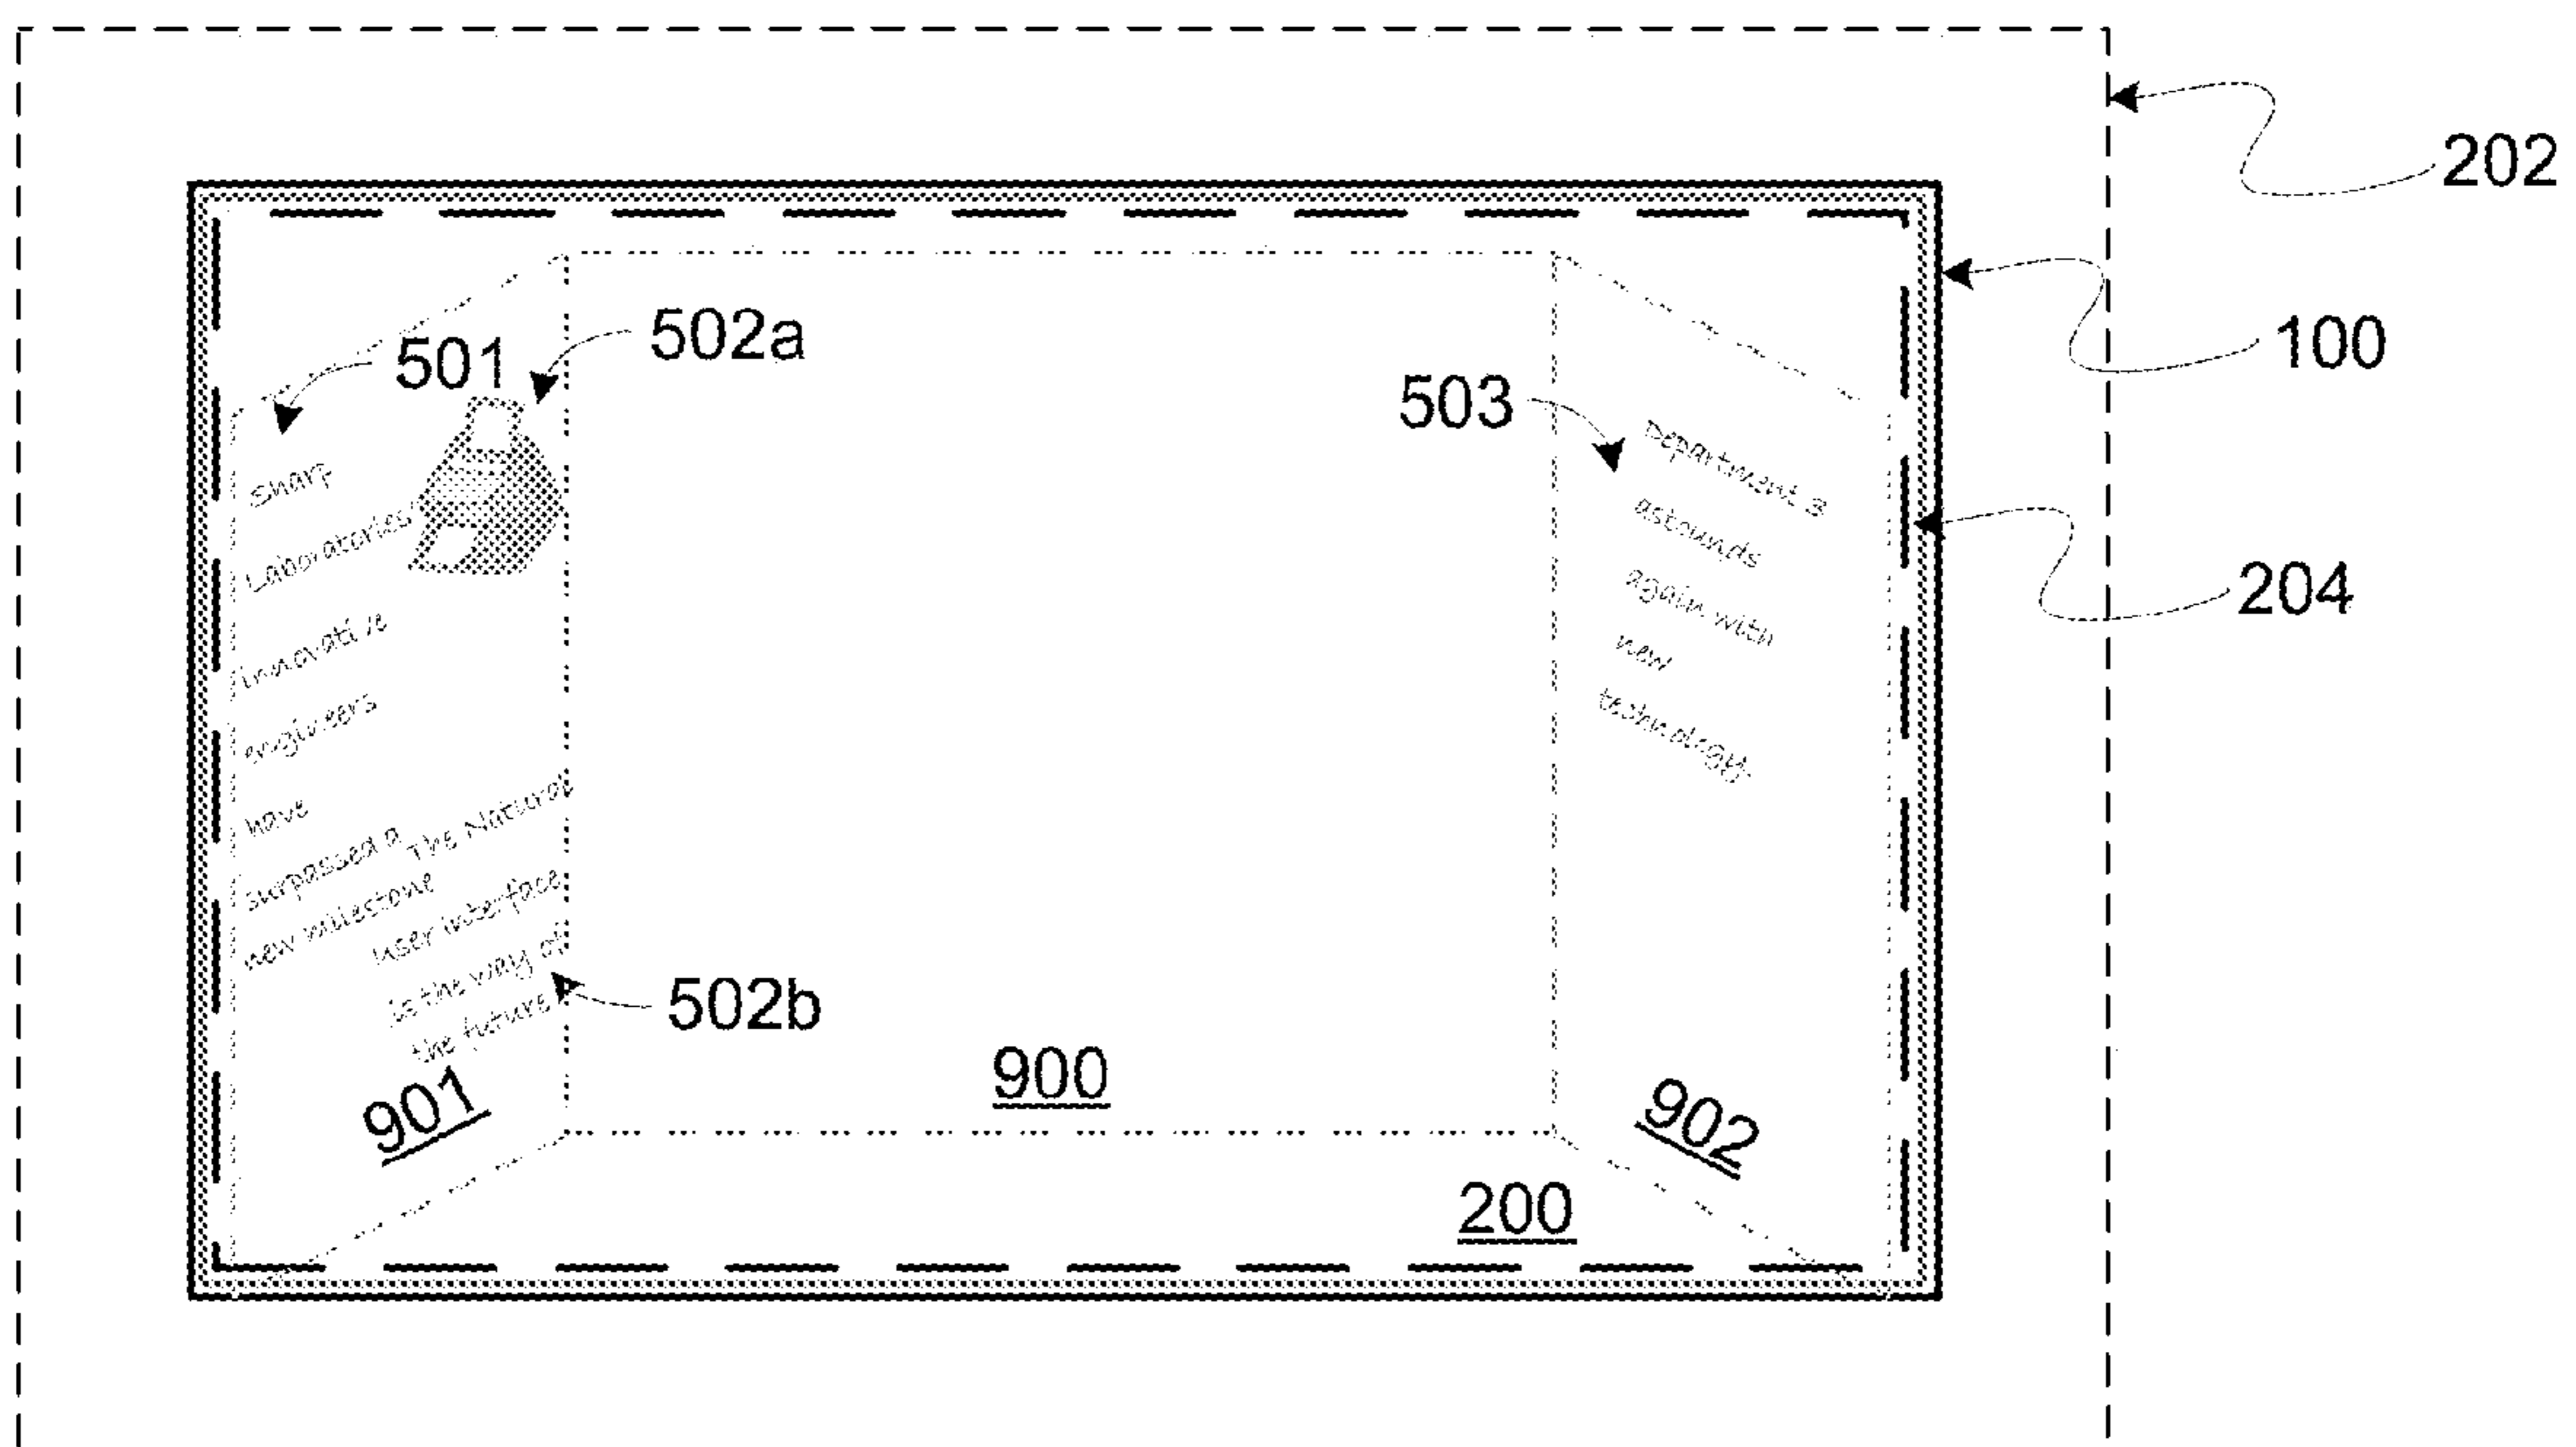 202
100
204
501
502a
503
Sharp
Laboratories'
innovative
engineers
have
surpassed a
new milestone
The Natural
user interface
is the way of
the future
502b
Department 3
astounds
again with
new
technology.
901
900
902
200